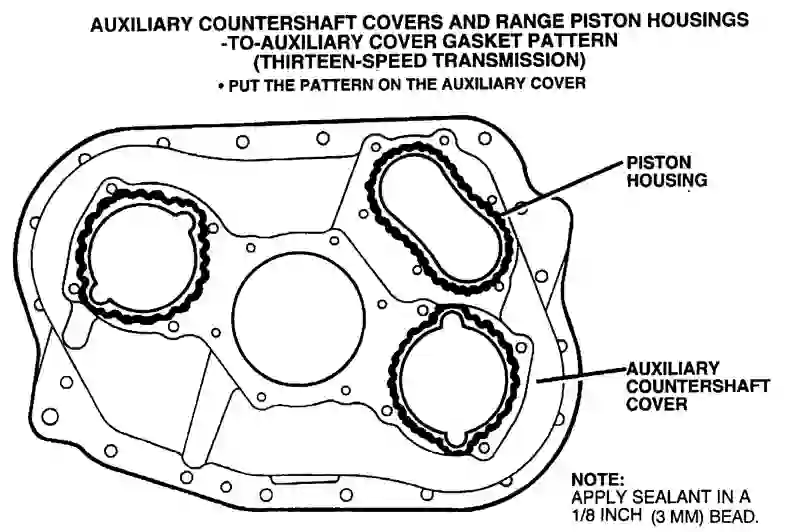 AUXILIARY COUNTERSHAFT COVERS AND RANGE PISTON HOUSINGS
-TO-AUXILIARY COVER GASKET PATTERN
(THIRTEEN-SPEED TRANSMISSION)
• PUT THE PATTERN ON THE AUXILIARY COVER
PISTON
HOUSING
AUXILIARY
COUNTERSHAFT
COVER
NOTE:
APPLY SEALANT IN A
1/8 INCH (3 MM) BEAD.